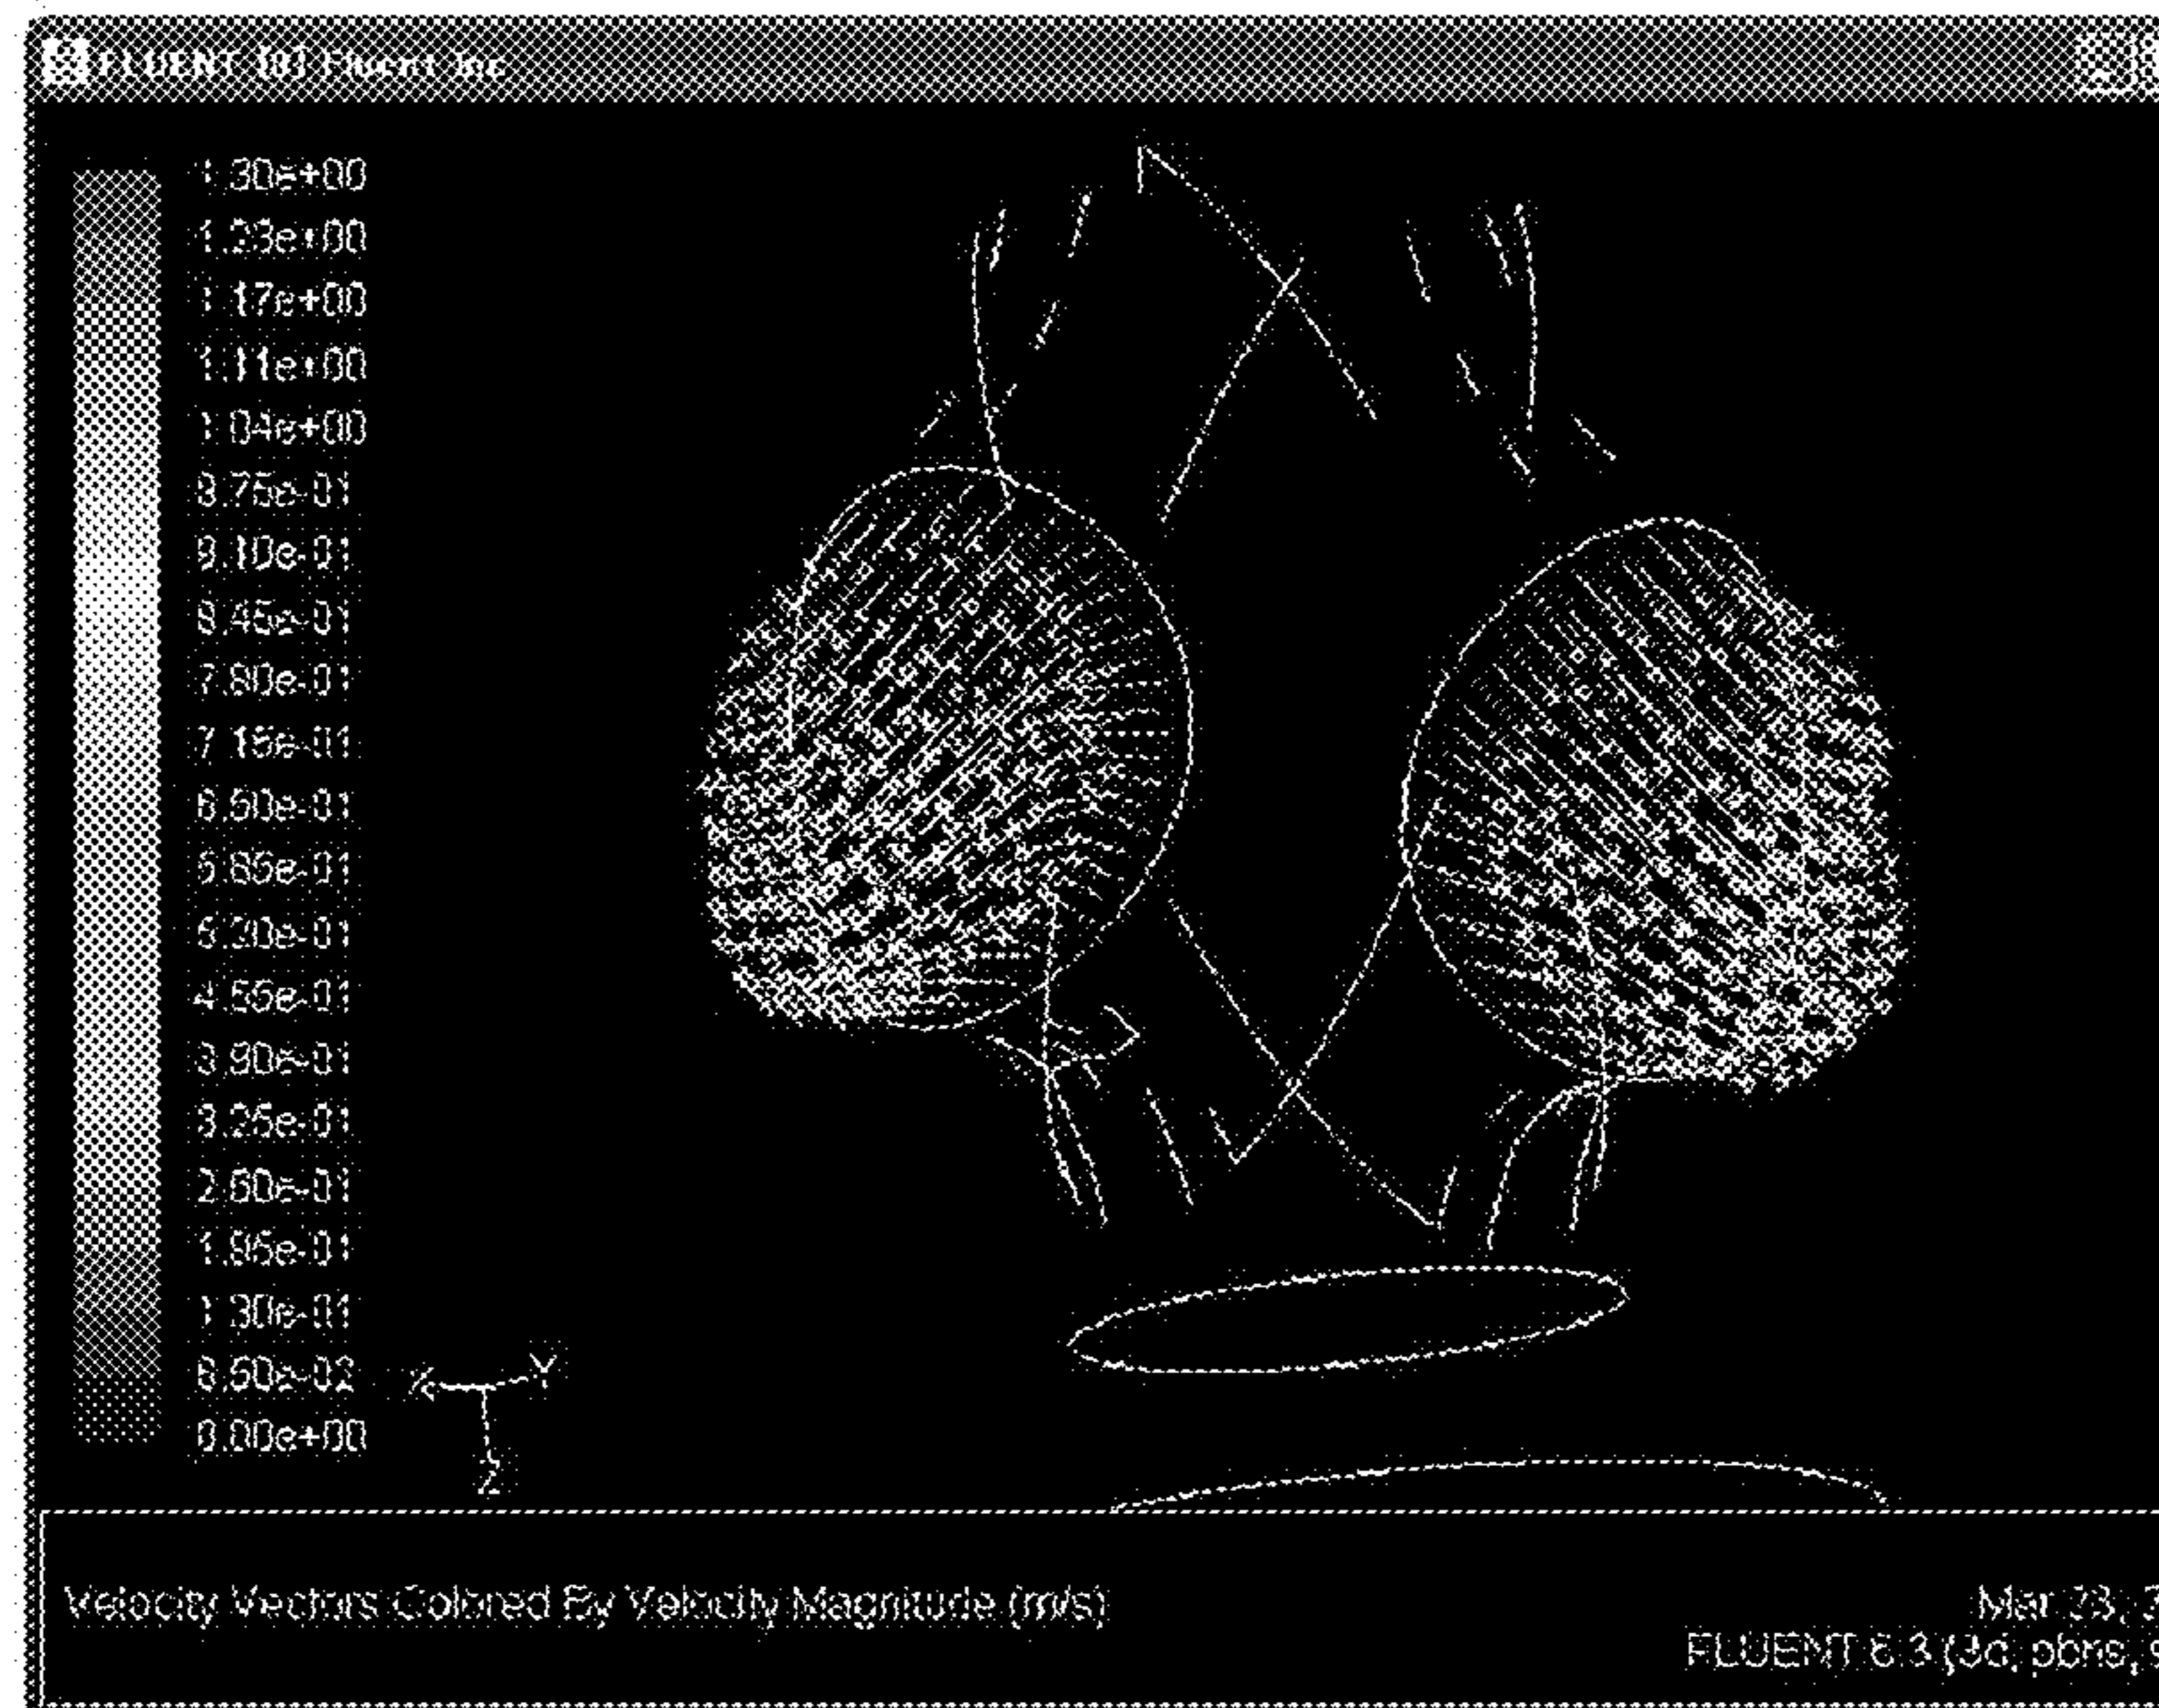 FLUENT [0] Fluent Inc
1.30e+00
1.23e+00
1.17e+00
1.11e+00
1.04e+00
9.75e-01
9.10e-01
8.45e-01
7.80e-01
7.15e-01
6.50e-01
5.85e-01
5.20e-01
4.55e-01
3.90e-01
3.25e-01
2.60e-01
1.95e-01
1.30e-01
6.50e-02
0.00e+00
X Y
Z
Velocity Vectors Colored By Velocity Magnitude (m/s)
Mar 28,
FLUENT 6.3 (3d, pbns,